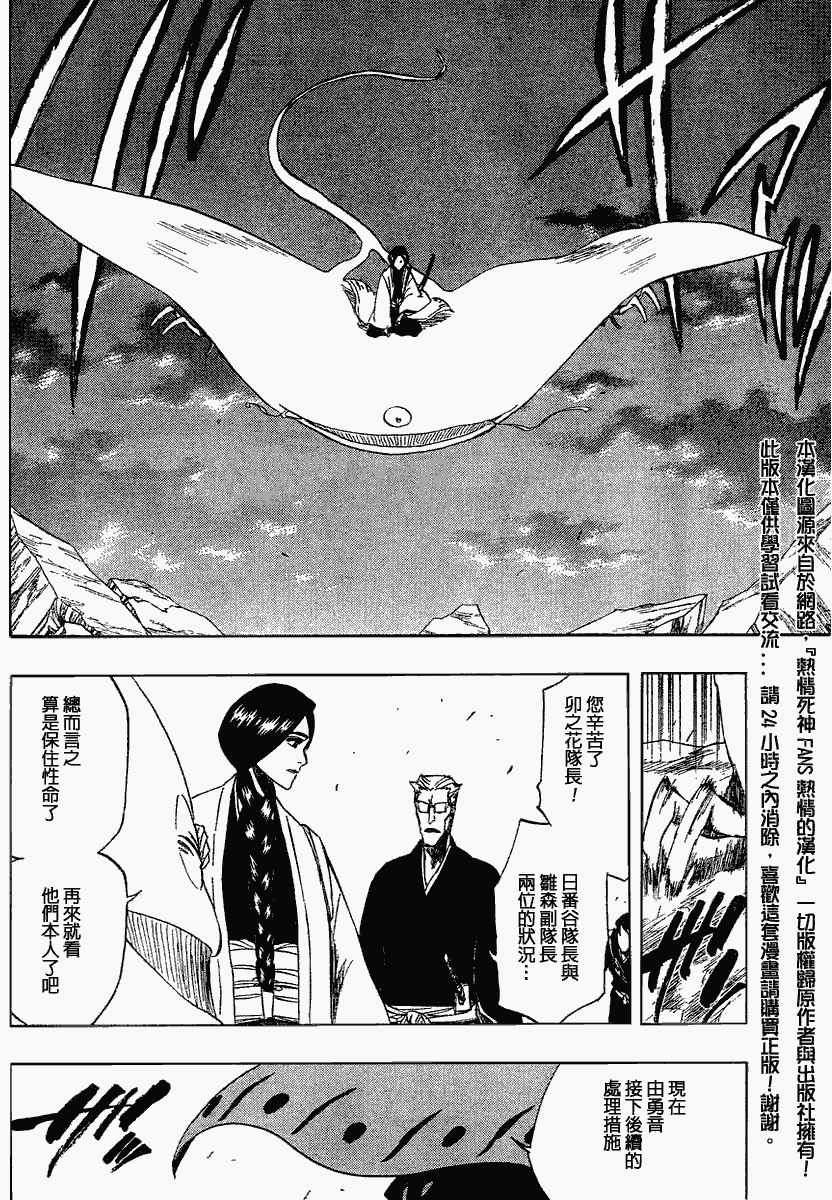 本漢化圖源來自於網路，『熱情死神 FANS 熱情的漢化』一切版權歸原作者與出版社擁有！
此版本僅供學習試看交流… 請 24 小時之內消除，喜歡這套漫畫請購買正版！謝謝。
您辛苦了
卯之花隊長！
日番谷隊長與
雛森副隊長
兩位的狀況…
總而言之
算是保住性命了
再來就看
他們本人了吧
現在
由勇音
接下後續的
處理措施